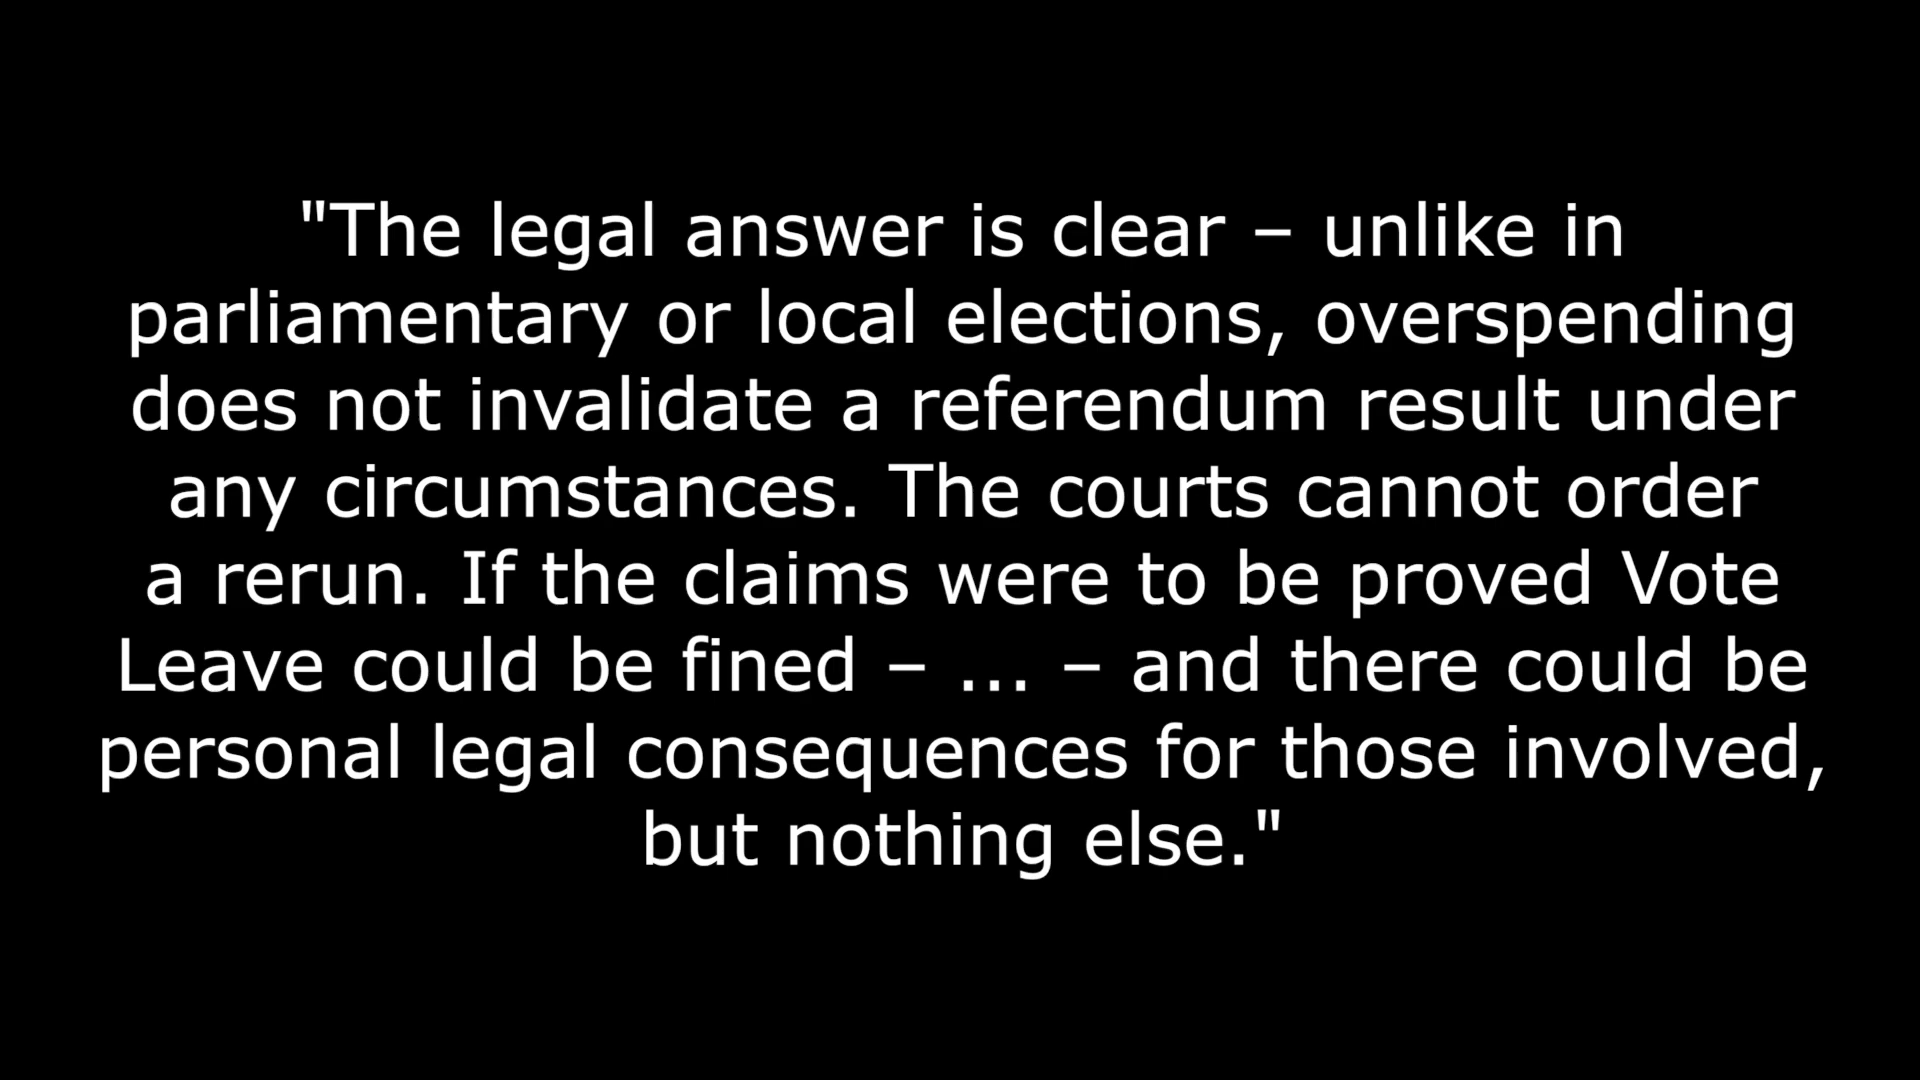 "The legal answer is clear – unlike in
parliamentary or local elections, overspending
does not invalidate a referendum result under
any circumstances. The courts cannot order
a rerun. If the claims were to be proved Vote
Leave could be fined – ... – and there could be
personal legal consequences for those involved,
but nothing else."